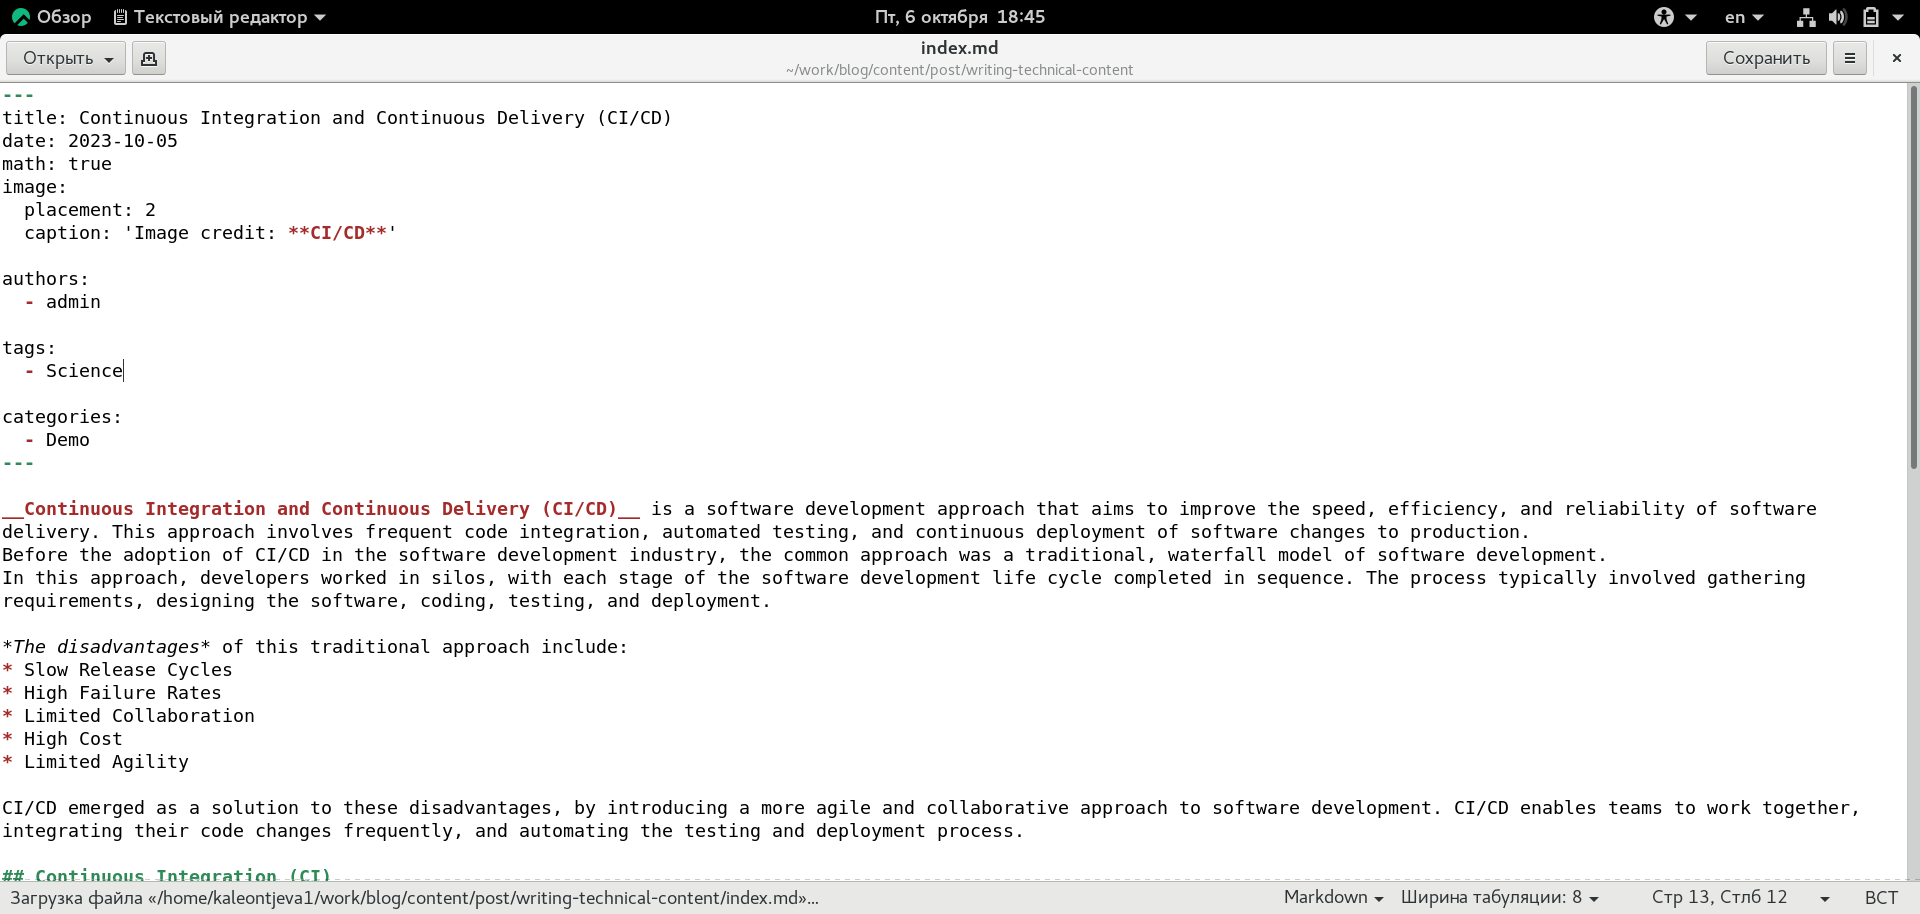 Обзор Текстовый редактор Пт, 6 октября 18:45 en
Открыть index.md Сохранить
~/work/blog/content/post/writing-technical-content
---
title: Continuous Integration and Continuous Delivery (CI/CD)
date: 2023-10-05
math: true
image:
  placement: 2
  caption: 'Image credit: **CI/CD**'

authors:
  - admin

tags:
  - Science

categories:
  - Demo
---

__Continuous Integration and Continuous Delivery (CI/CD)__ is a software development approach that aims to improve the speed, efficiency, and reliability of software
delivery. This approach involves frequent code integration, automated testing, and continuous deployment of software changes to production.
Before the adoption of CI/CD in the software development industry, the common approach was a traditional, waterfall model of software development.
In this approach, developers worked in silos, with each stage of the software development life cycle completed in sequence. The process typically involved gathering
requirements, designing the software, coding, testing, and deployment.

*The disadvantages* of this traditional approach include:
* Slow Release Cycles
* High Failure Rates
* Limited Collaboration
* High Cost
* Limited Agility

CI/CD emerged as a solution to these disadvantages, by introducing a more agile and collaborative approach to software development. CI/CD enables teams to work together,
integrating their code changes frequently, and automating the testing and deployment process.

## Continuous Integration (CI)
Загрузка файла «/home/kaleontjeva1/work/blog/content/post/writing-technical-content/index.md»... Markdown Ширина табуляции: 8 Стр 13, Стлб 12 ВСТ